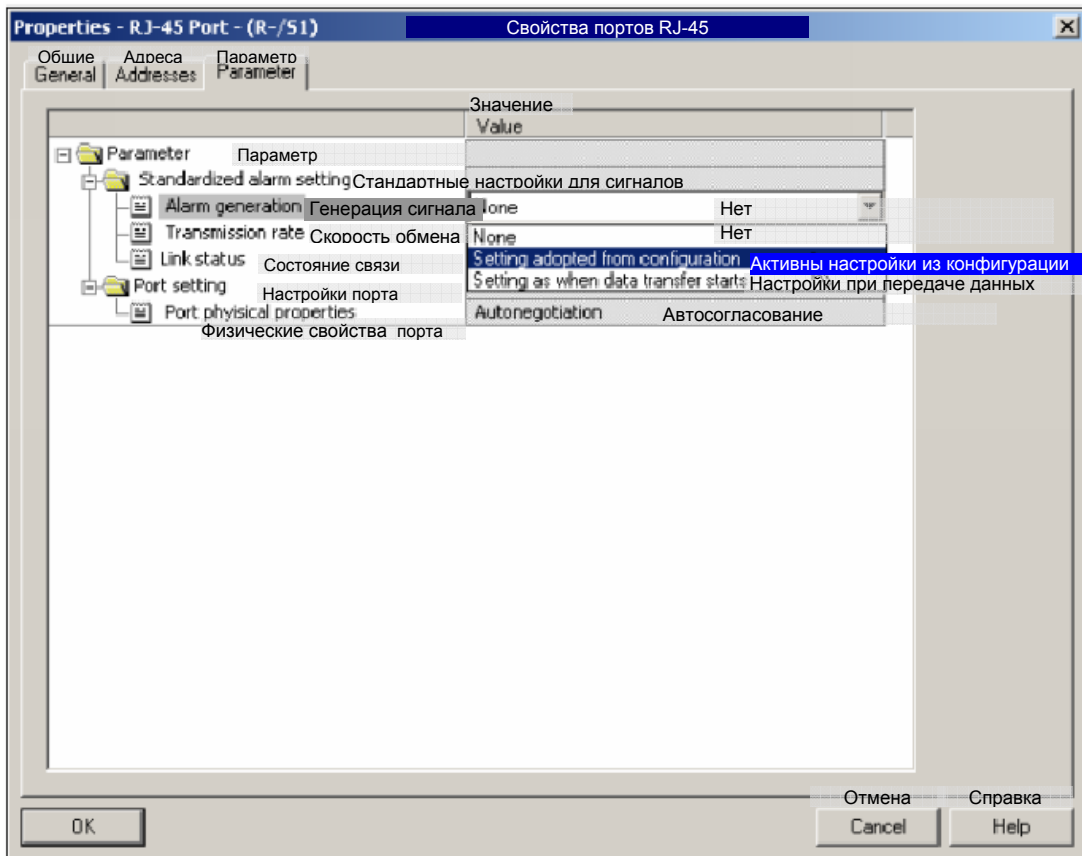 Properties - RJ-45 Port - (R-/S1) Свойства портов RJ-45
Общие Адреса Параметр
General Addresses Parameter
Значение
Value
Parameter Параметр
Standardized alarm setting Стандартные настройки для сигналов
Alarm generation Генерация сигнала None Нет
Transmission rate Скорость обмена None Нет
Link status Состояние связи Setting adopted from configuration Активны настройки из конфигурации
Port setting Настройки порта Setting as when data transfer starts Настройки при передаче данных
Port phyisical properties Autonegotiation Автосогласование
Физические свойства порта
Отмена Справка
OK Cancel Help